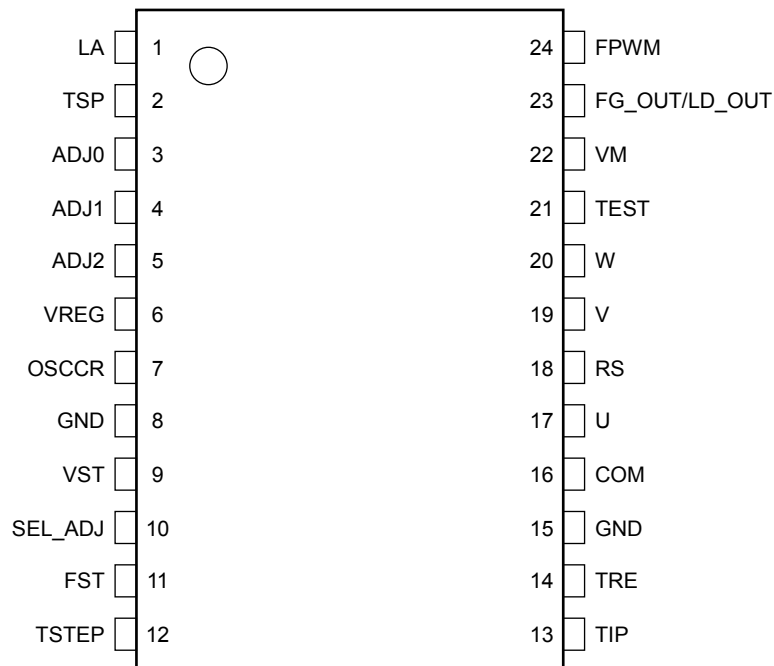 LA 1 24 FPWM
TSP 2 23 FG_OUT/LD_OUT
ADJ0 3 22 VM
ADJ1 4 21 TEST
ADJ2 5 20 W
VREG 6 19 V
OSCCR 7 18 RS
GND 8 17 U
VST 9 16 COM
SEL_ADJ 10 15 GND
FST 11 14 TRE
TSTEP 12 13 TIP